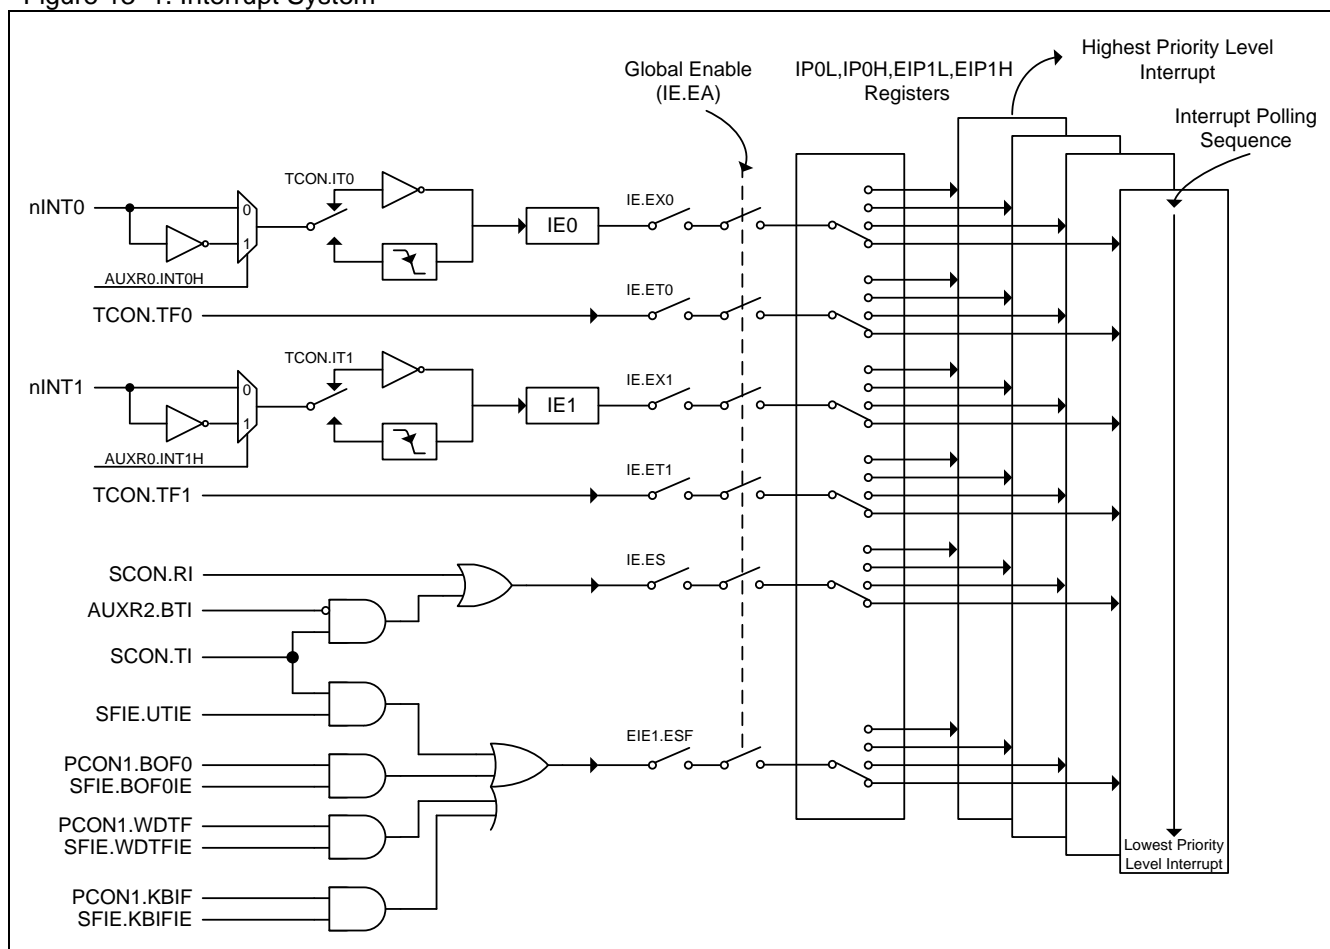 Figure 15-1. Interrupt System
Highest Priority Level
Interrupt
Global Enable
(IE.EA)
IP0L,IP0H,EIP1L,EIP1H
Registers
Interrupt Polling
Sequence
nINT0
0
1
AUXR0.INT0H
TCON.IT0
IE0
IE.EX0
TCON.TF0
IE.ET0
nINT1
0
1
AUXR0.INT1H
TCON.IT1
IE1
IE.EX1
TCON.TF1
IE.ET1
SCON.RI
AUXR2.BTI
SCON.TI
IE.ES
SFIE.UTIE
PCON1.BOF0
SFIE.BOF0IE
PCON1.WDTF
SFIE.WDTFIE
PCON1.KBIF
SFIE.KBIFIE
EIE1.ESF
Lowest Priority
Level Interrupt